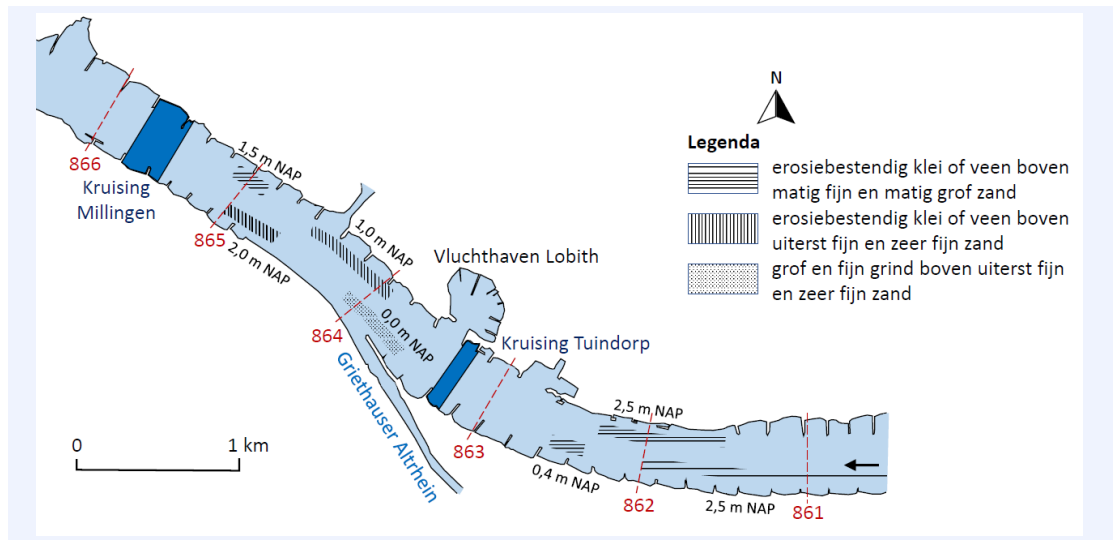 N
Legenda
erosiebestendig klei of veen boven
matig fijn en matig grof zand
erosiebestendig klei of veen boven
uiterst fijn en zeer fijn zand
grof en fijn grind boven uiterst fijn
en zeer fijn zand
866
Kruising
Millingen
1,5 m NAP
865
2,0 m NAP
1,0 m NAP
Vluchthaven Lobith
864
0,0 m NAP
Kruising Tuindorp
Griethauser Altrhein
863
2,5 m NAP
0,4 m NAP
862
2,5 m NAP
861
0
1 km